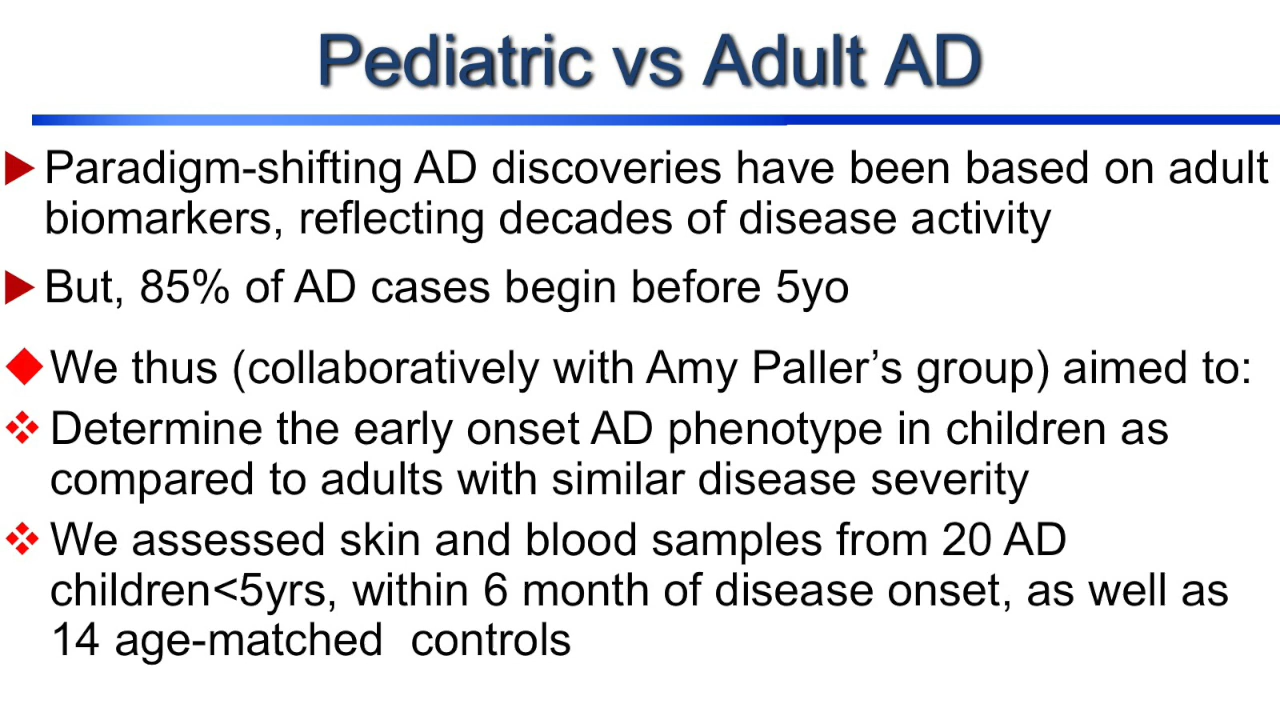 Pediatric vs Adult AD
Paradigm-shifting AD discoveries have been based on adult
biomarkers, reflecting decades of disease activity
But, 85% of AD cases begin before 5yo
We thus (collaboratively with Amy Paller’s group) aimed to:
Determine the early onset AD phenotype in children as
compared to adults with similar disease severity
We assessed skin and blood samples from 20 AD
children<5yrs, within 6 month of disease onset, as well as
14 age-matched  controls